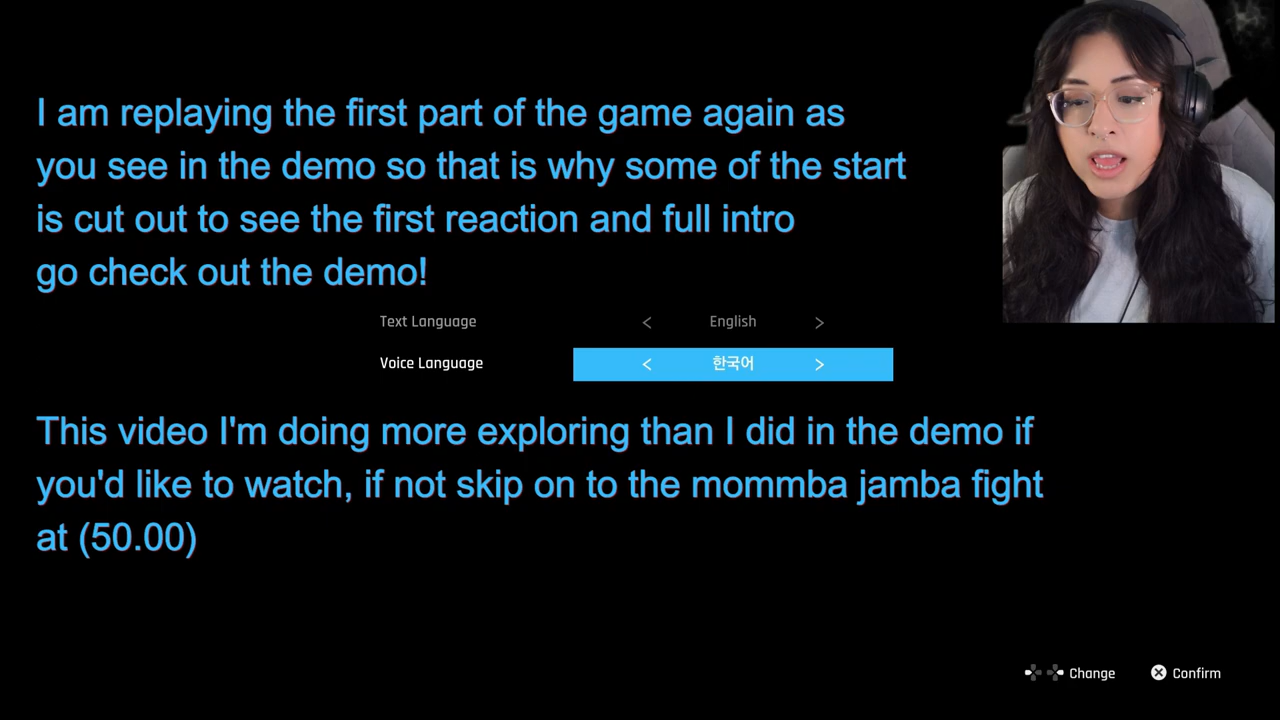 I am replaying the first part of the game again as
you see in the demo so that is why some of the start
is cut out to see the first reaction and full intro
go check out the demo!
Text Language < English >
Voice Language < 한국어 >
This video I'm doing more exploring than I did in the demo if
you'd like to watch, if not skip on to the mommba jamba fight
at (50.00)
Change Confirm